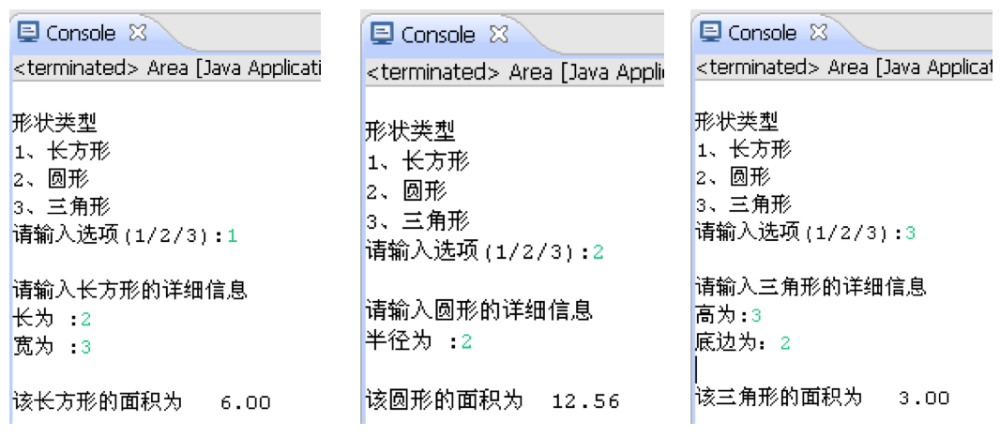 Console
<terminated> Area [Java Applicati
形状类型
1、长方形
2、圆形
3、三角形
请输入选项(1/2/3):1
请输入长方形的详细信息
长为 :2
宽为 :3
该长方形的面积为 6.00
Console
<terminated> Area [Java Appli
形状类型
1、长方形
2、圆形
3、三角形
请输入选项(1/2/3):2
请输入圆形的详细信息
半径为 :2
该圆形的面积为 12.56
Console
<terminated> Area [Java Applicat
形状类型
1、长方形
2、圆形
3、三角形
请输入选项(1/2/3):3
请输入三角形的详细信息
高为:3
底边为：2
该三角形的面积为 3.00